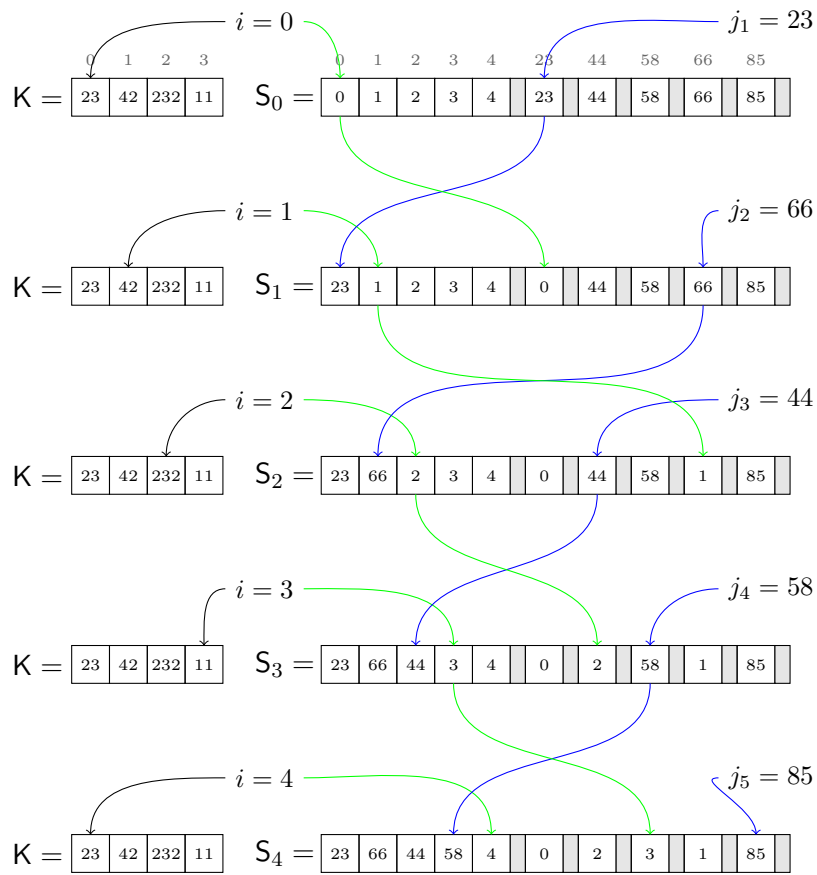 i = 0 j₁ = 23
0 1 2 3 0 1 2 3 4 23 44 58 66 85
K = 23 42 232 11 S₀ = 0 1 2 3 4 23 44 58 66 85
i = 1 j₂ = 66
K = 23 42 232 11 S₁ = 23 1 2 3 4 0 44 58 66 85
i = 2 j₃ = 44
K = 23 42 232 11 S₂ = 23 66 2 3 4 0 44 58 1 85
i = 3 j₄ = 58
K = 23 42 232 11 S₃ = 23 66 44 3 4 0 2 58 1 85
i = 4 j₅ = 85
K = 23 42 232 11 S₄ = 23 66 44 58 4 0 2 3 1 85